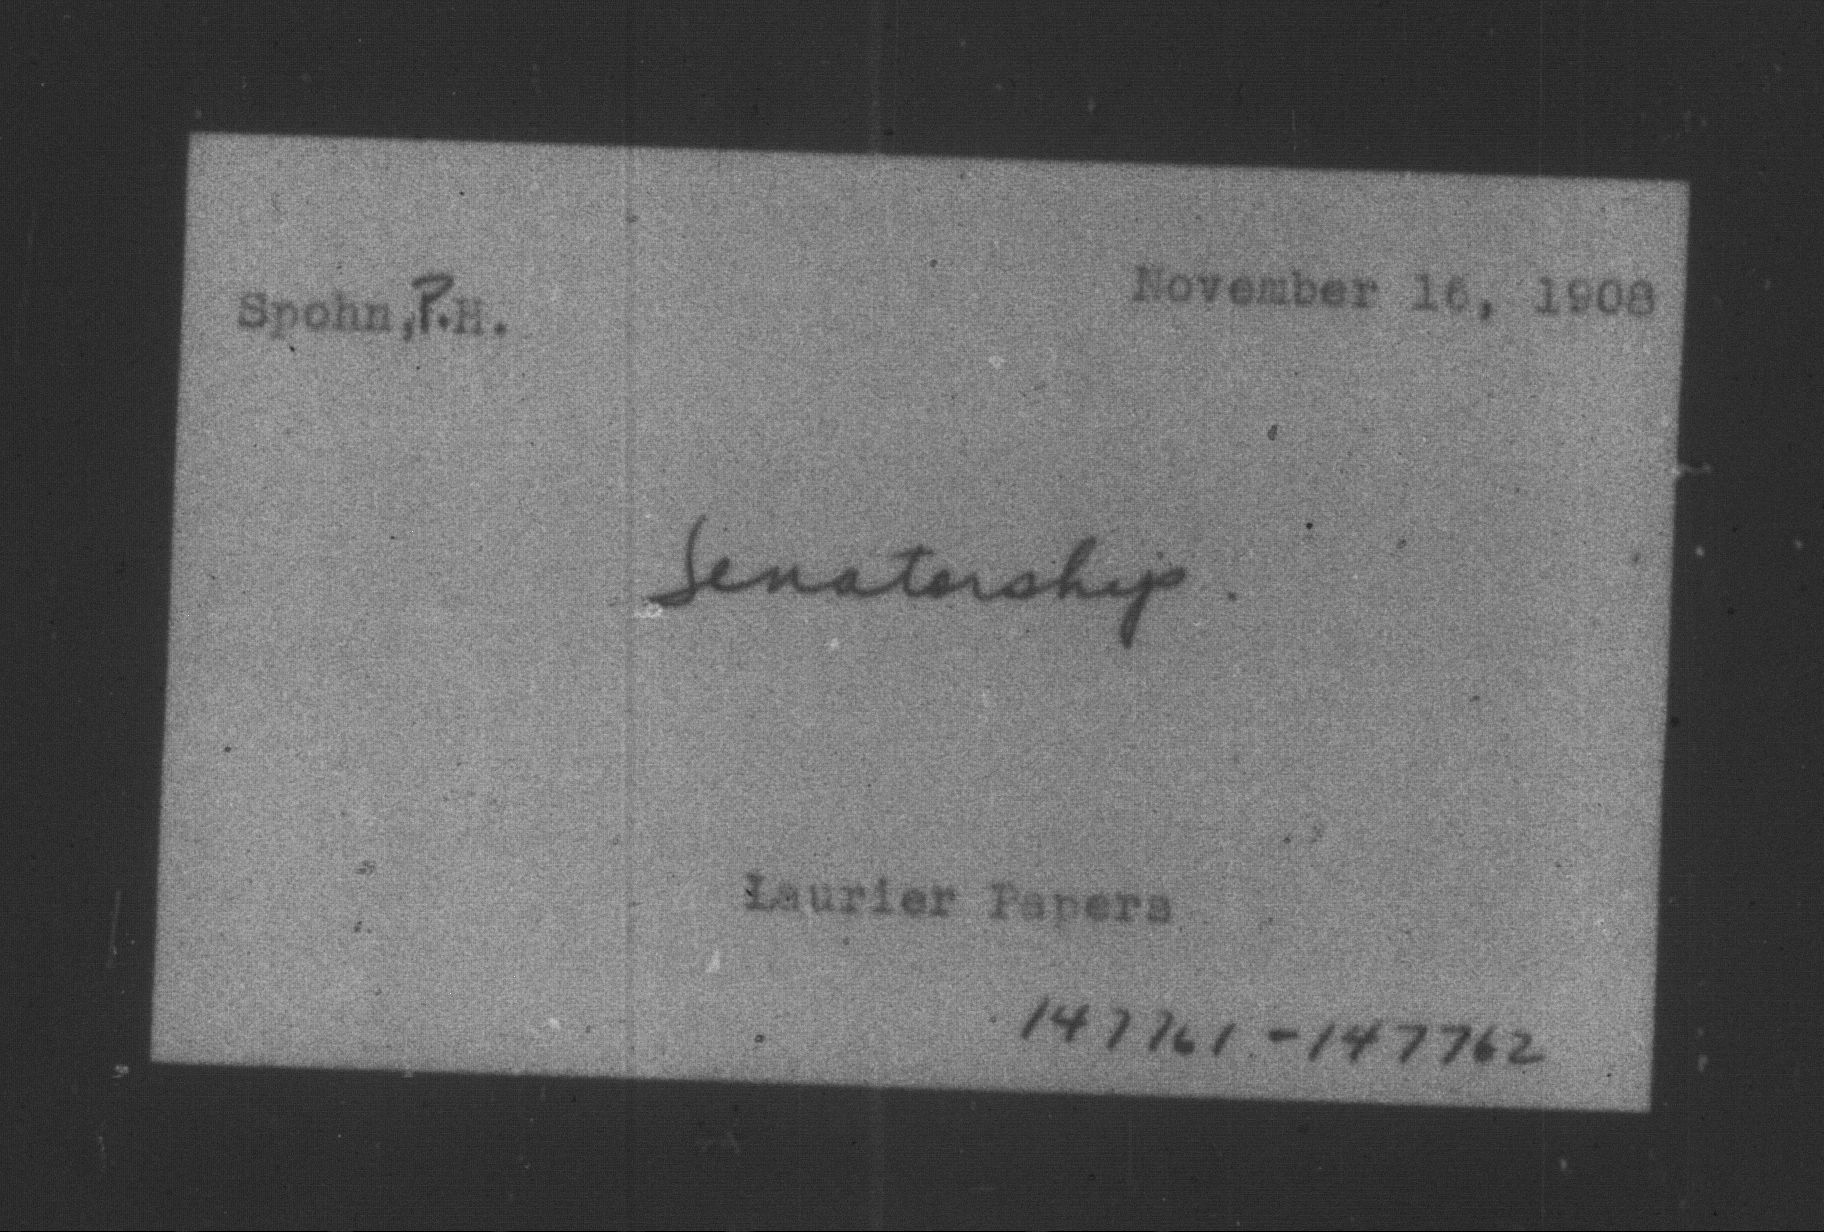 Spohn, P.H.
November 16, 1908
Senatorship.
Laurier Papers
147761-147762